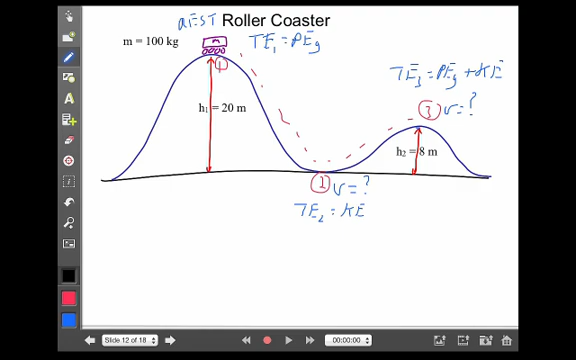 at REST Roller Coaster
m = 100 kg
TE₁ = PEg
①
h₁ = 20 m
TE₃ = PEg + KE
③ v = ?
h₂ = 8 m
② v = ?
TE₂ = KE
Slide 12 of 18
00:00:00